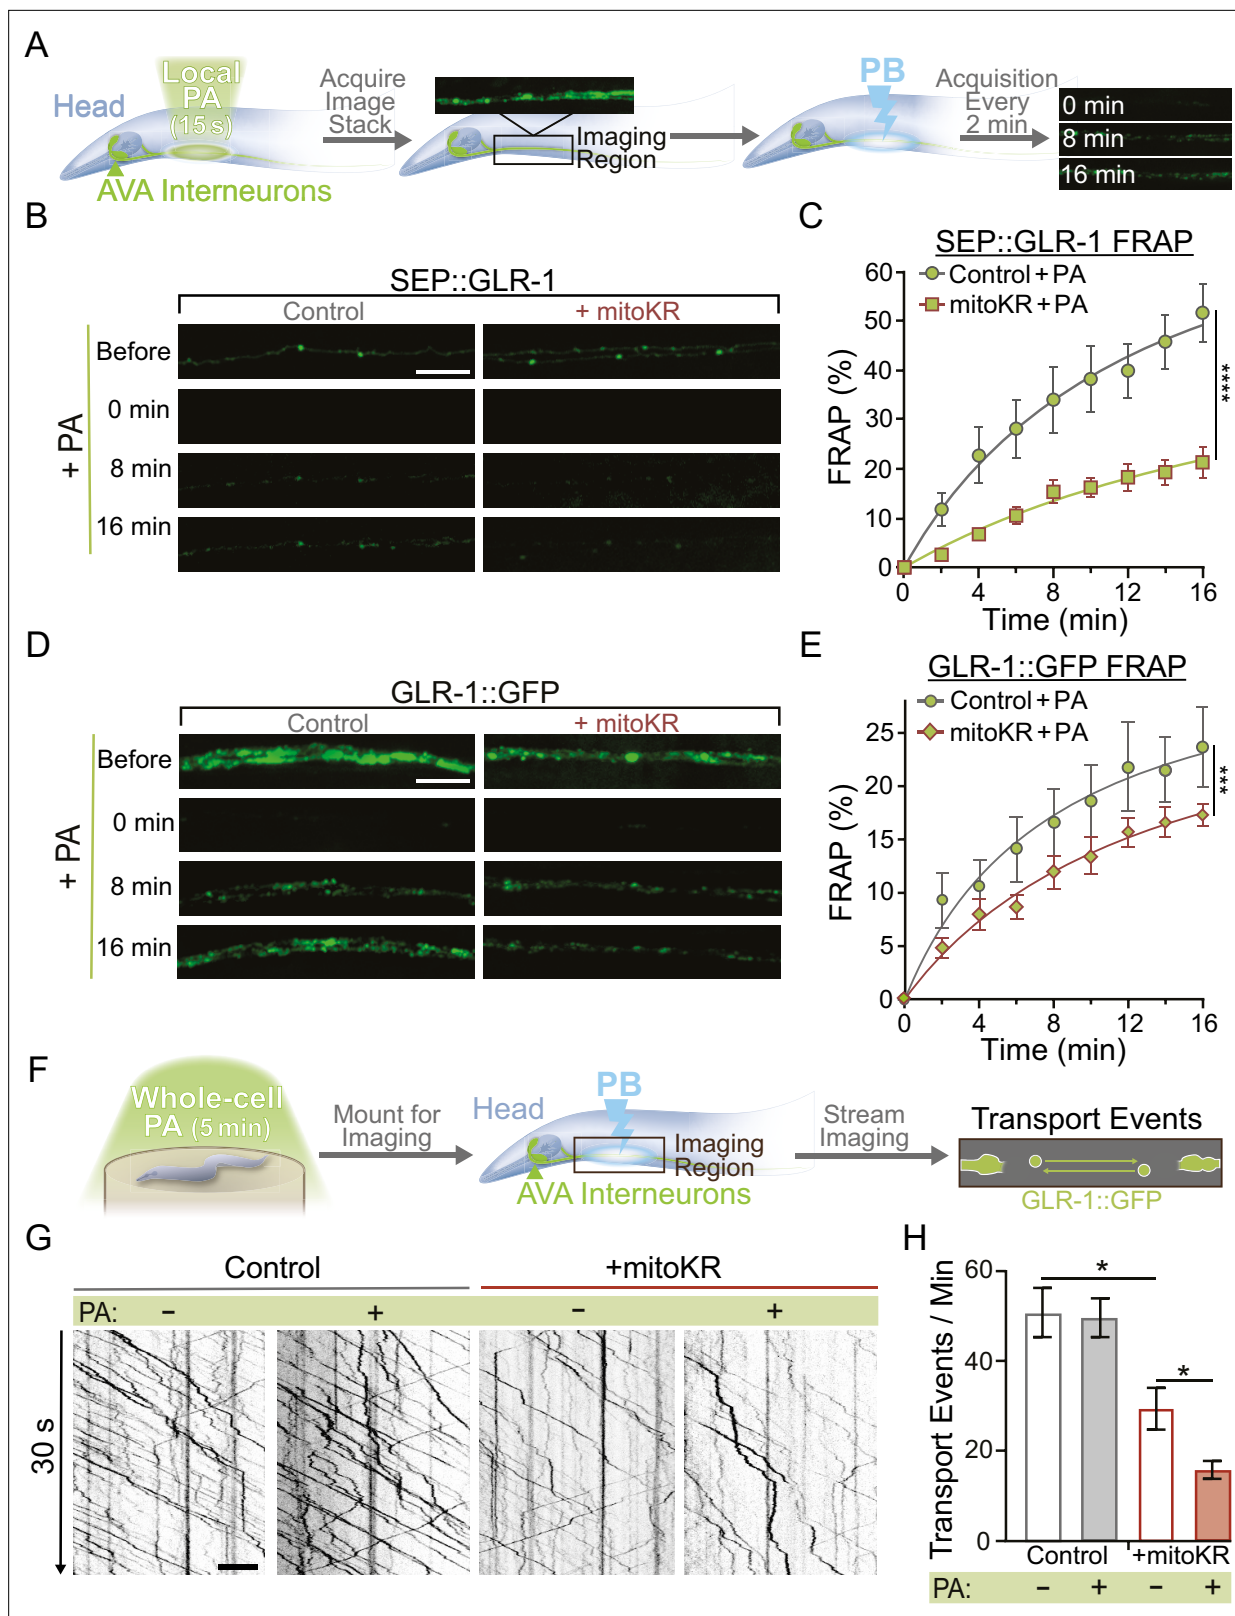 A
Head
Local
PA
(15 s)
AVA Interneurons
Acquire
Image
Stack
Imaging
Region
PB
Acquisition
Every
2 min
0 min
8 min
16 min
B
SEP::GLR-1
Control
+ mitoKR
+ PA
Before
0 min
8 min
16 min
C
SEP::GLR-1 FRAP
Control + PA
mitoKR + PA
FRAP (%)
60
50
40
30
20
10
0
0 4 8 12 16
Time (min)
****
D
GLR-1::GFP
Control
+ mitoKR
+ PA
Before
0 min
8 min
16 min
E
GLR-1::GFP FRAP
Control + PA
mitoKR + PA
FRAP (%)
25
20
15
10
5
0
0 4 8 12 16
Time (min)
***
F
Whole-cell
PA (5 min)
Mount for
Imaging
Head
PB
Imaging
Region
AVA Interneurons
Stream
Imaging
Transport Events
GLR-1::GFP
G
Control
+mitoKR
PA: − + − +
30 s
H
Transport Events / Min
60
40
20
0
*
*
Control +mitoKR
PA: − + − +